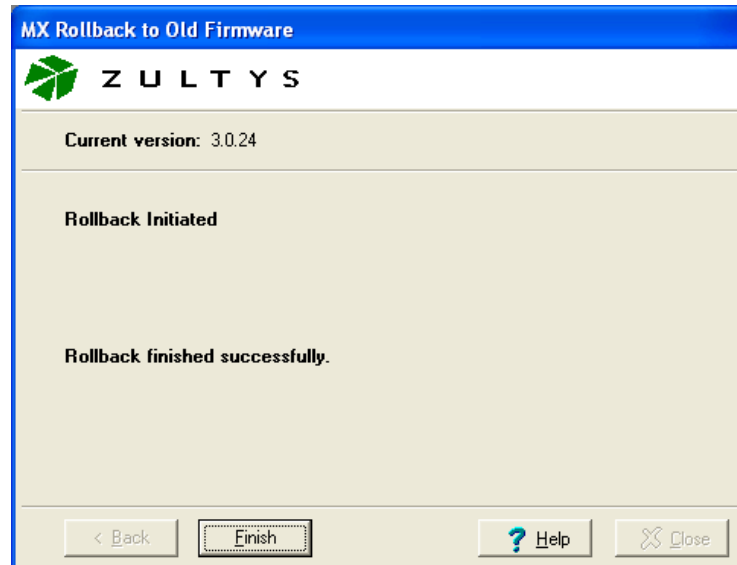 MX Rollback to Old Firmware
ZULTYS
Current version: 3.0.24
Rollback Initiated
Rollback finished successfully.
< Back Finish ? Help Close